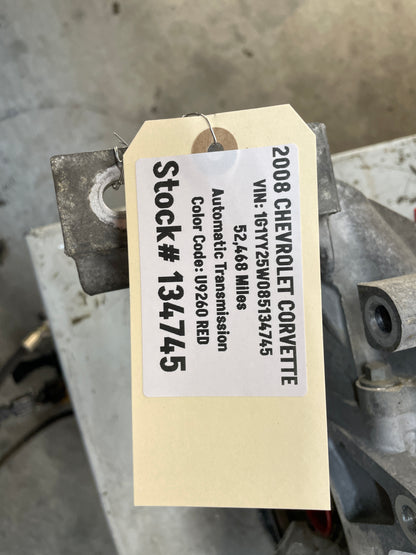 2008 CHEVROLET CORVETTE
VIN: 1G1YY25W085134745
52,468 Miles
Automatic Transmission
Color Code: U9260 RED
Stock# 134745